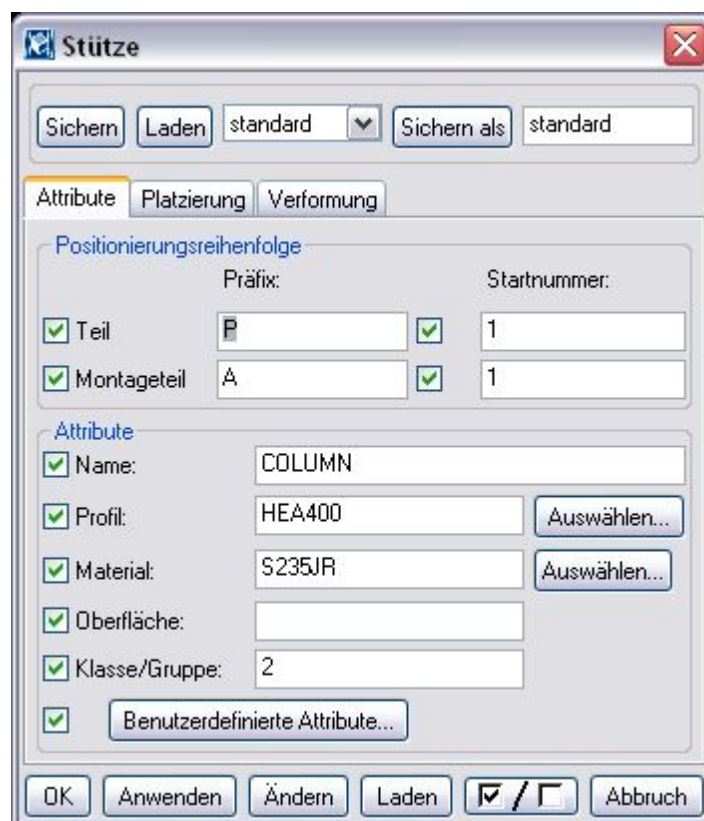 Stütze
Sichern Laden standard Sichern als standard
Attribute Platzierung Verformung
Positionierungsreihenfolge
Präfix: Startnummer:
Teil P 1
Montageteil A 1
Attribute
Name: COLUMN
Profil: HEA400 Auswählen...
Material: S235JR Auswählen...
Oberfläche:
Klasse/Gruppe: 2
Benutzerdefinierte Attribute...
OK Anwenden Ändern Laden / Abbruch